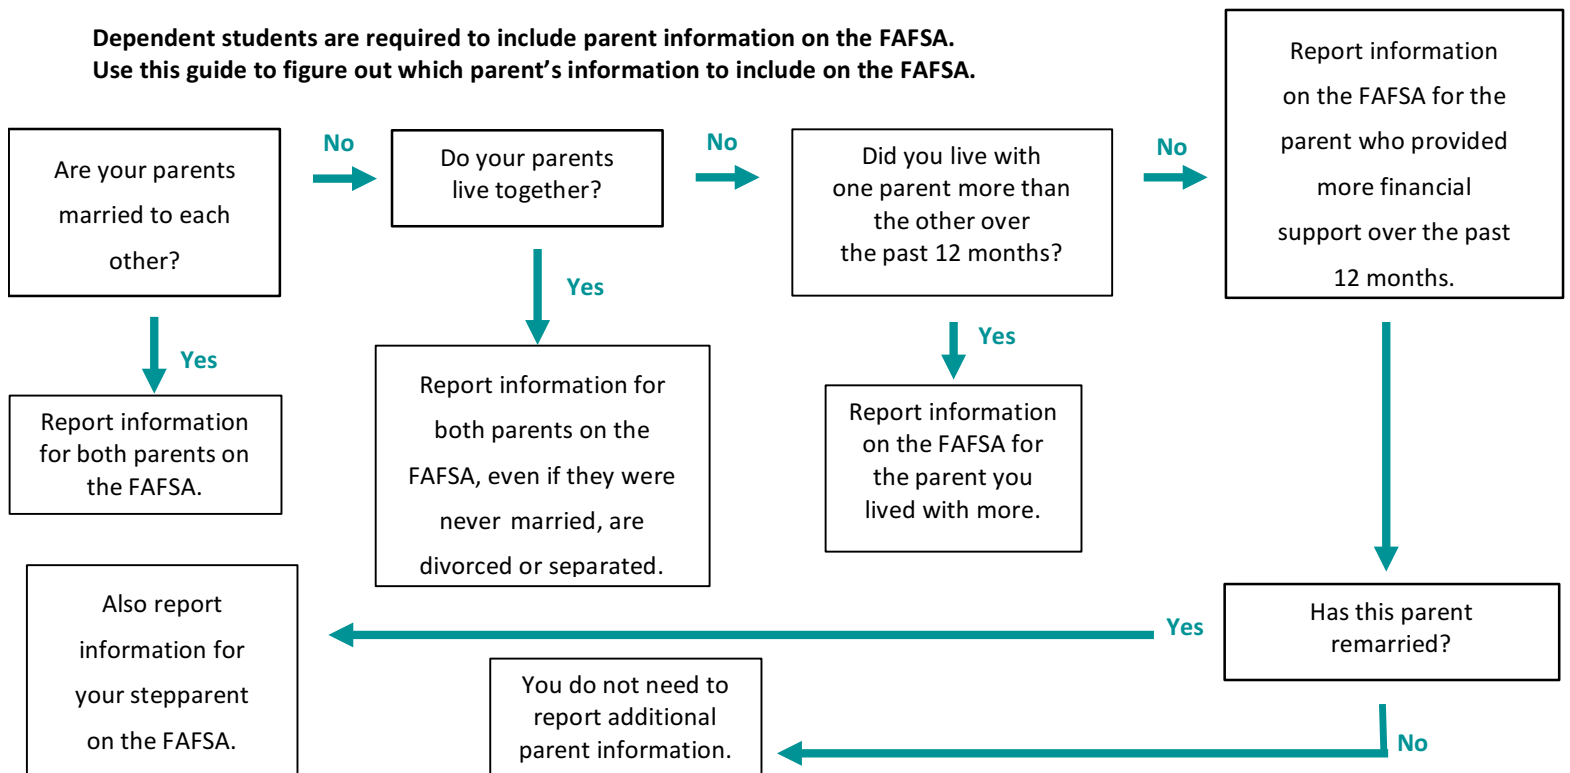 Dependent students are required to include parent information on the FAFSA.
Use this guide to figure out which parent's information to include on the FAFSA.
Are your parents
married to each
other?
No
Do your parents
live together?
No
Did you live with
one parent more than
the other over
the past 12 months?
No
Report information
on the FAFSA for the
parent who provided
more financial
support over the past
12 months.
Yes
Report information
for both parents on
the FAFSA.
Yes
Report information for
both parents on the
FAFSA, even if they were
never married, are
divorced or separated.
Yes
Report information
on the FAFSA for
the parent you
lived with more.
Has this parent
remarried?
Yes
Also report
information for
your stepparent
on the FAFSA.
No
You do not need to
report additional
parent information.